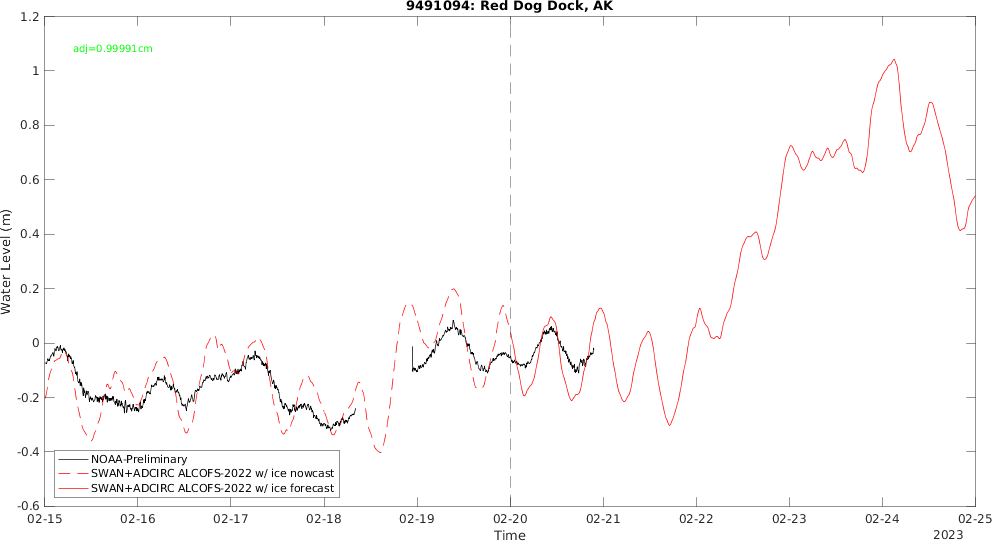 9491094: Red Dog Dock, AK
adj=0.99991cm
1.2
1
0.8
0.6
0.4
0.2
0
-0.2
-0.4
-0.6
Water Level (m)
NOAA-Preliminary
SWAN+ADCIRC ALCOFS-2022 w/ ice nowcast
SWAN+ADCIRC ALCOFS-2022 w/ ice forecast
02-15 02-16 02-17 02-18 02-19 02-20 02-21 02-22 02-23 02-24 02-25
Time
2023